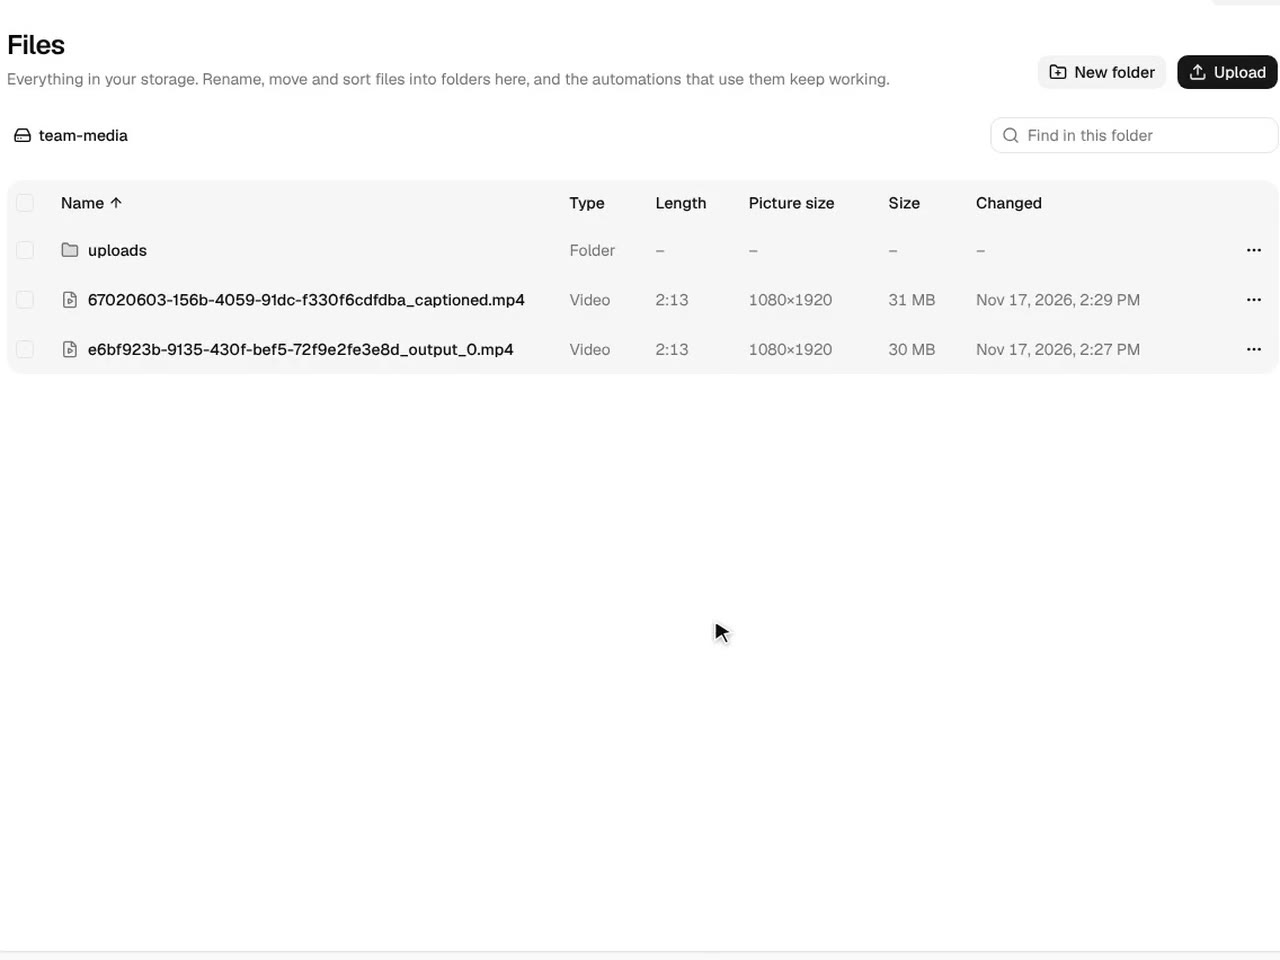 Files
Everything in your storage. Rename, move and sort files into folders here, and the automations that use them keep working.
New folder
Upload
team-media
Find in this folder
Name ↑ Type Length Picture size Size Changed
uploads Folder – – – –
67020603-156b-4059-91dc-f330f6cdfdba_captioned.mp4 Video 2:13 1080×1920 31 MB Nov 17, 2026, 2:29 PM
e6bf923b-9135-430f-bef5-72f9e2fe3e8d_output_0.mp4 Video 2:13 1080×1920 30 MB Nov 17, 2026, 2:27 PM